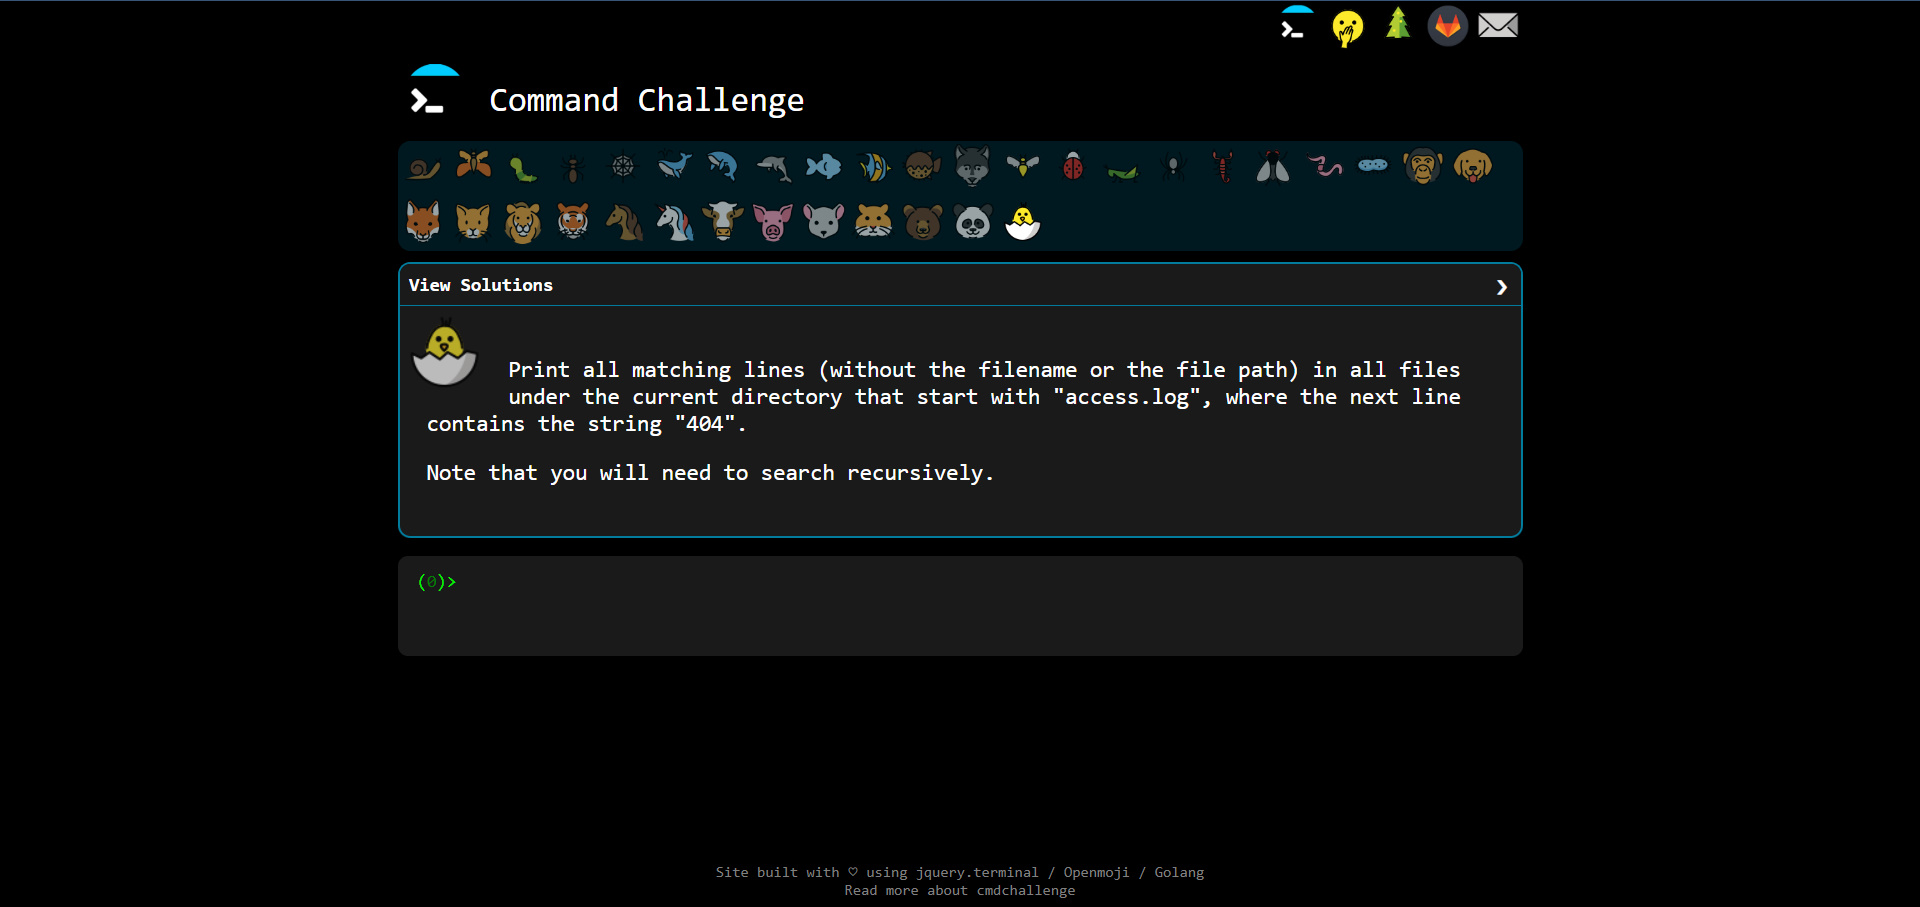 Command Challenge
View Solutions
Print all matching lines (without the filename or the file path) in all files
under the current directory that start with "access.log", where the next line
contains the string "404".
Note that you will need to search recursively.
(0)>
Site built with ♡ using jquery.terminal / Openmoji / Golang
Read more about cmdchallenge